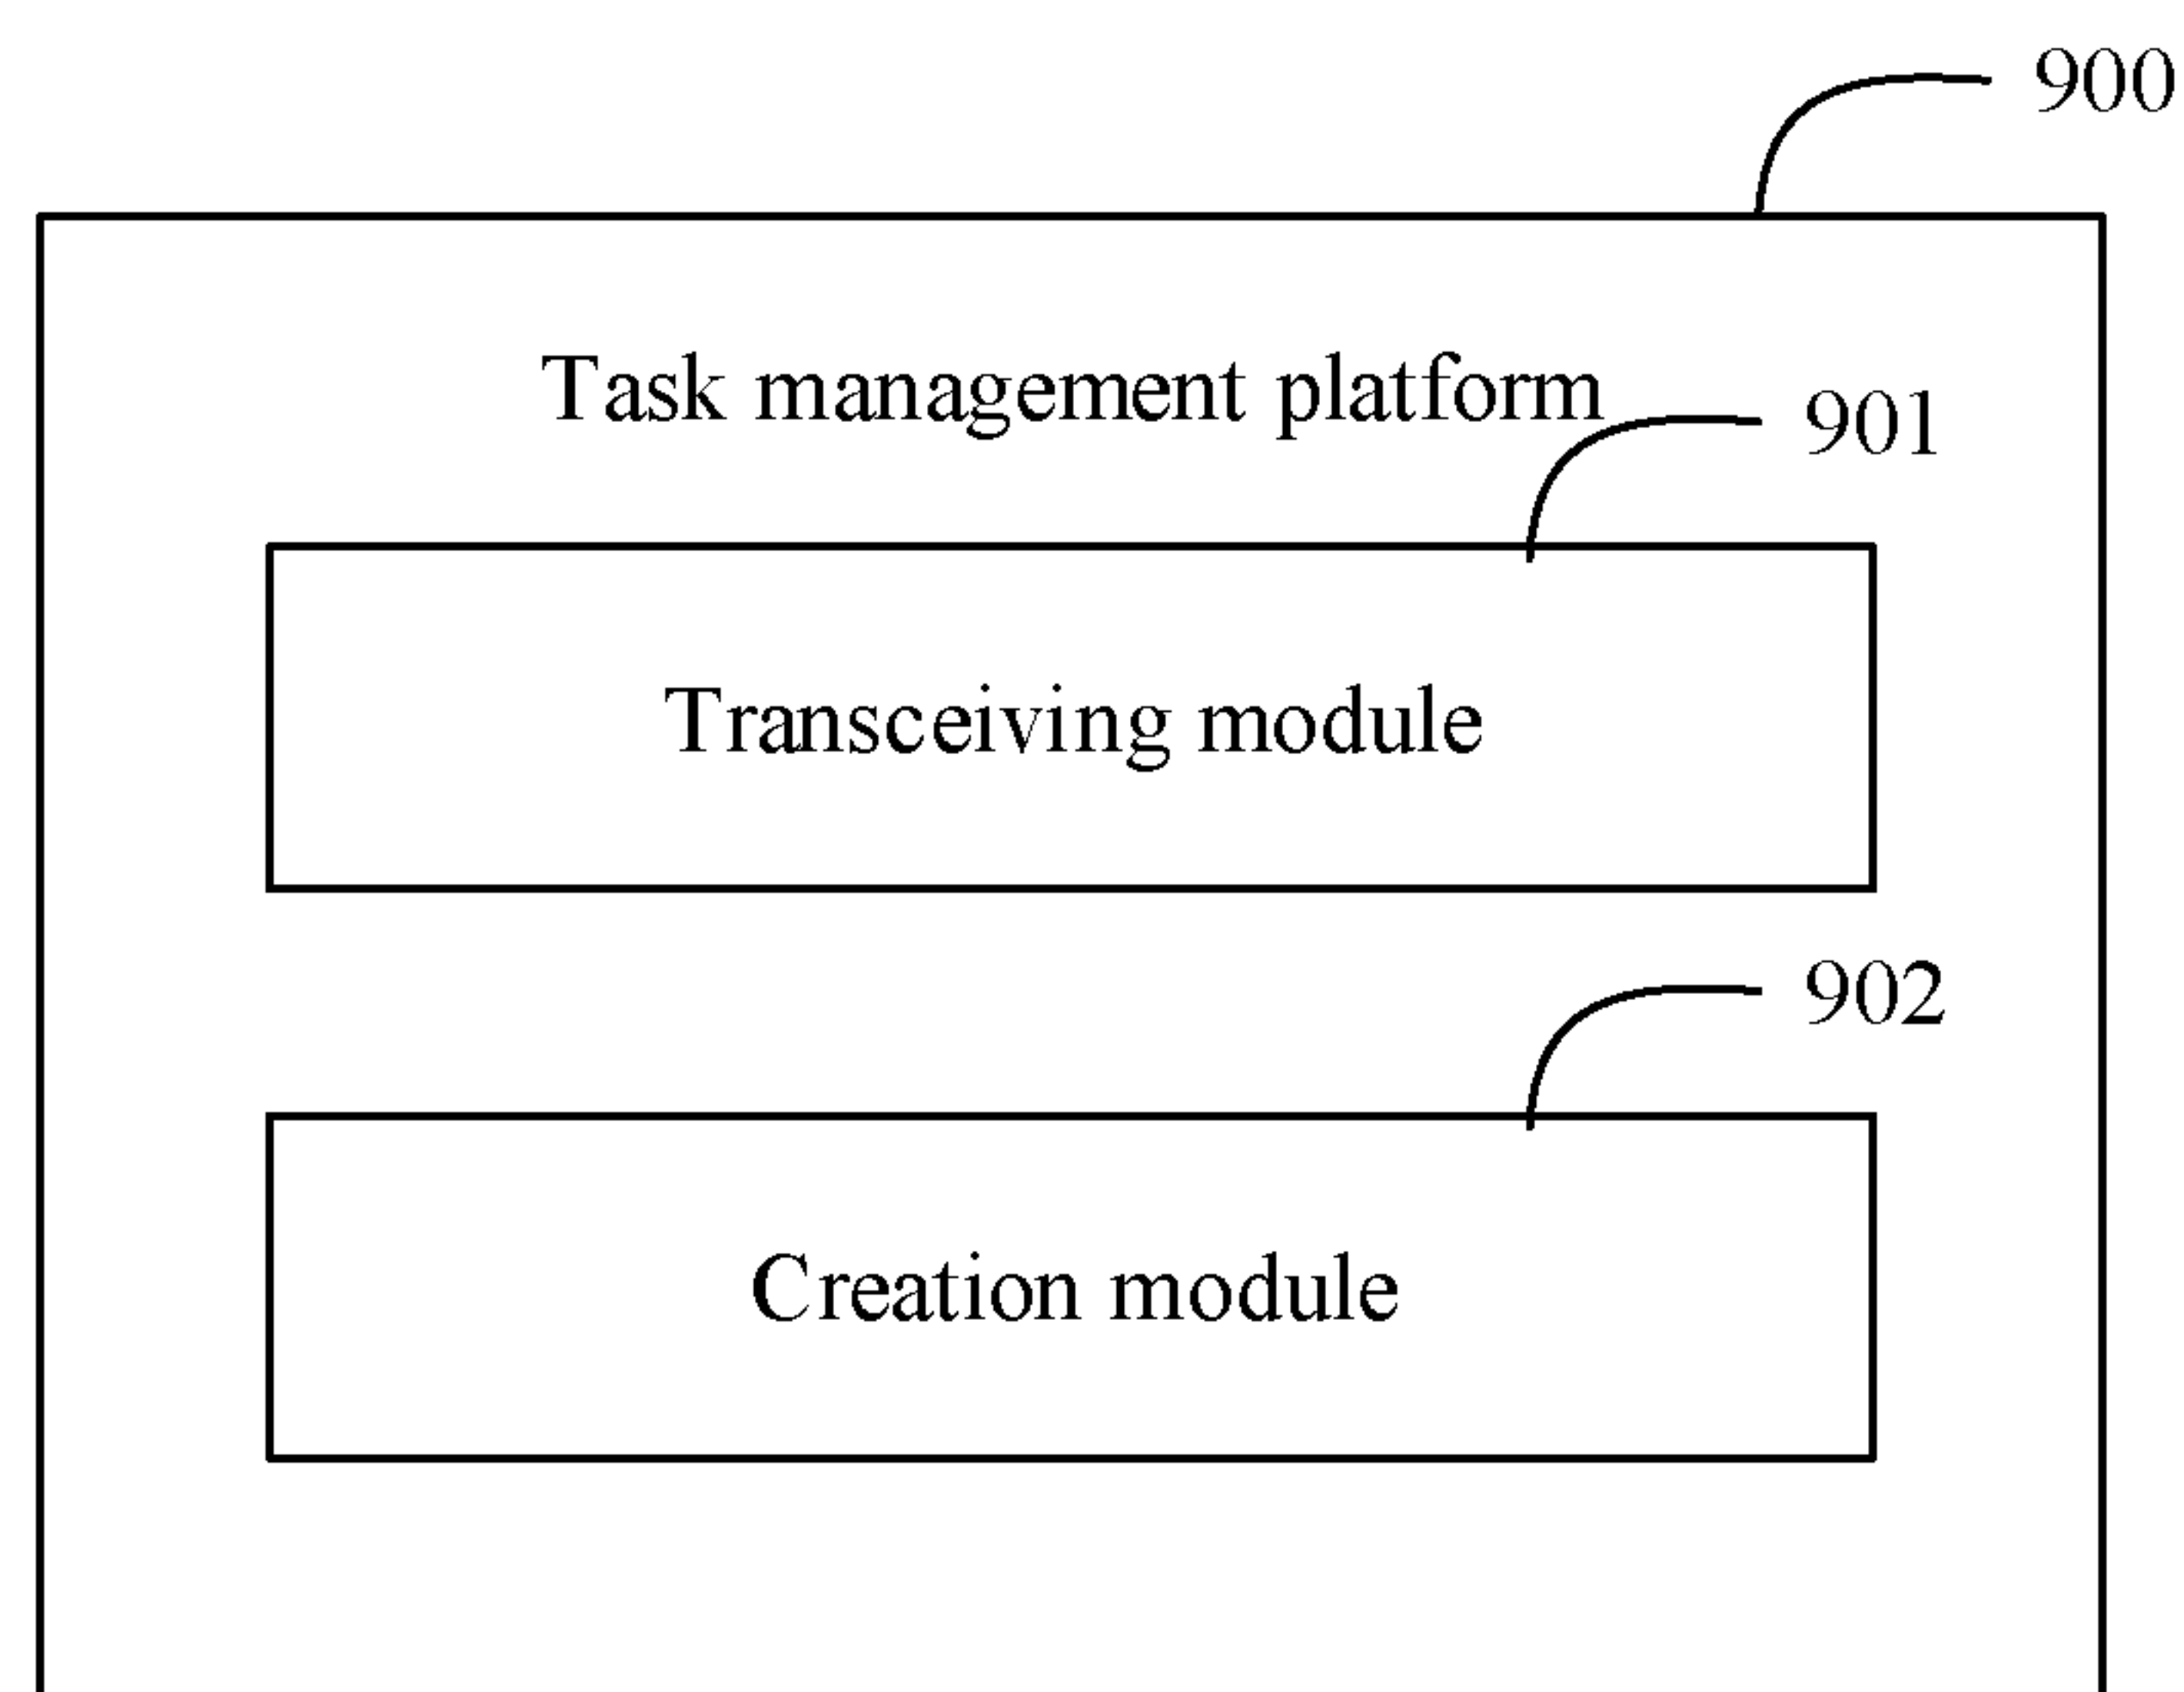 900
Task management platform
901
Transceiving module
902
Creation module